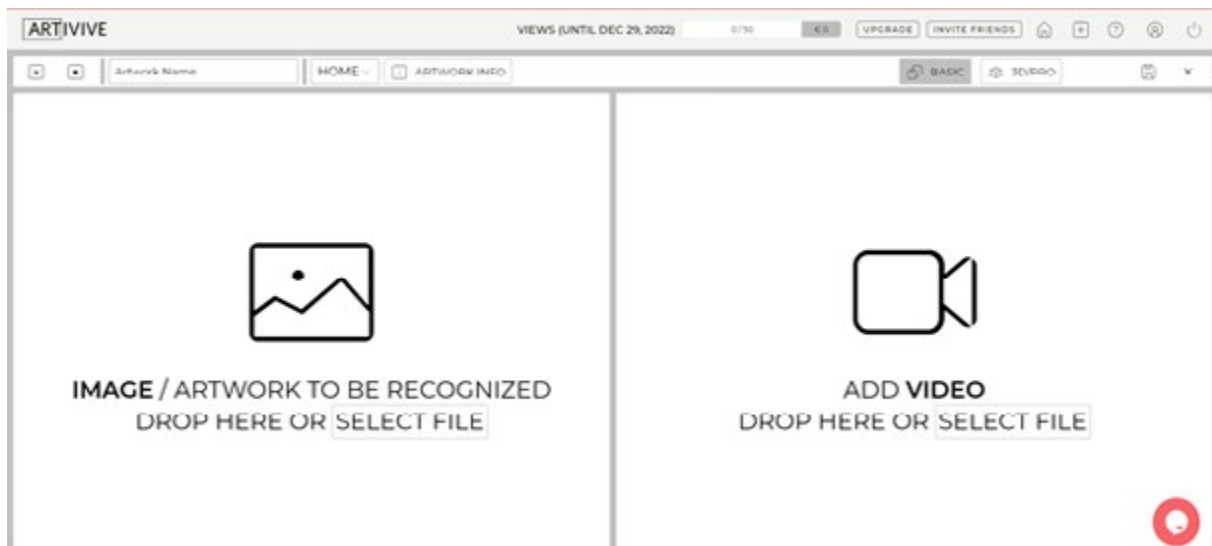 ARTIVIVE VIEWS (UNTIL DEC 29, 2022) 0/50 € 0 UPGRADE INVITE FRIENDS
Artwork Name HOME ARTWORK INFO BASIC 3D/PRO
IMAGE / ARTWORK TO BE RECOGNIZED
DROP HERE OR SELECT FILE
ADD VIDEO
DROP HERE OR SELECT FILE